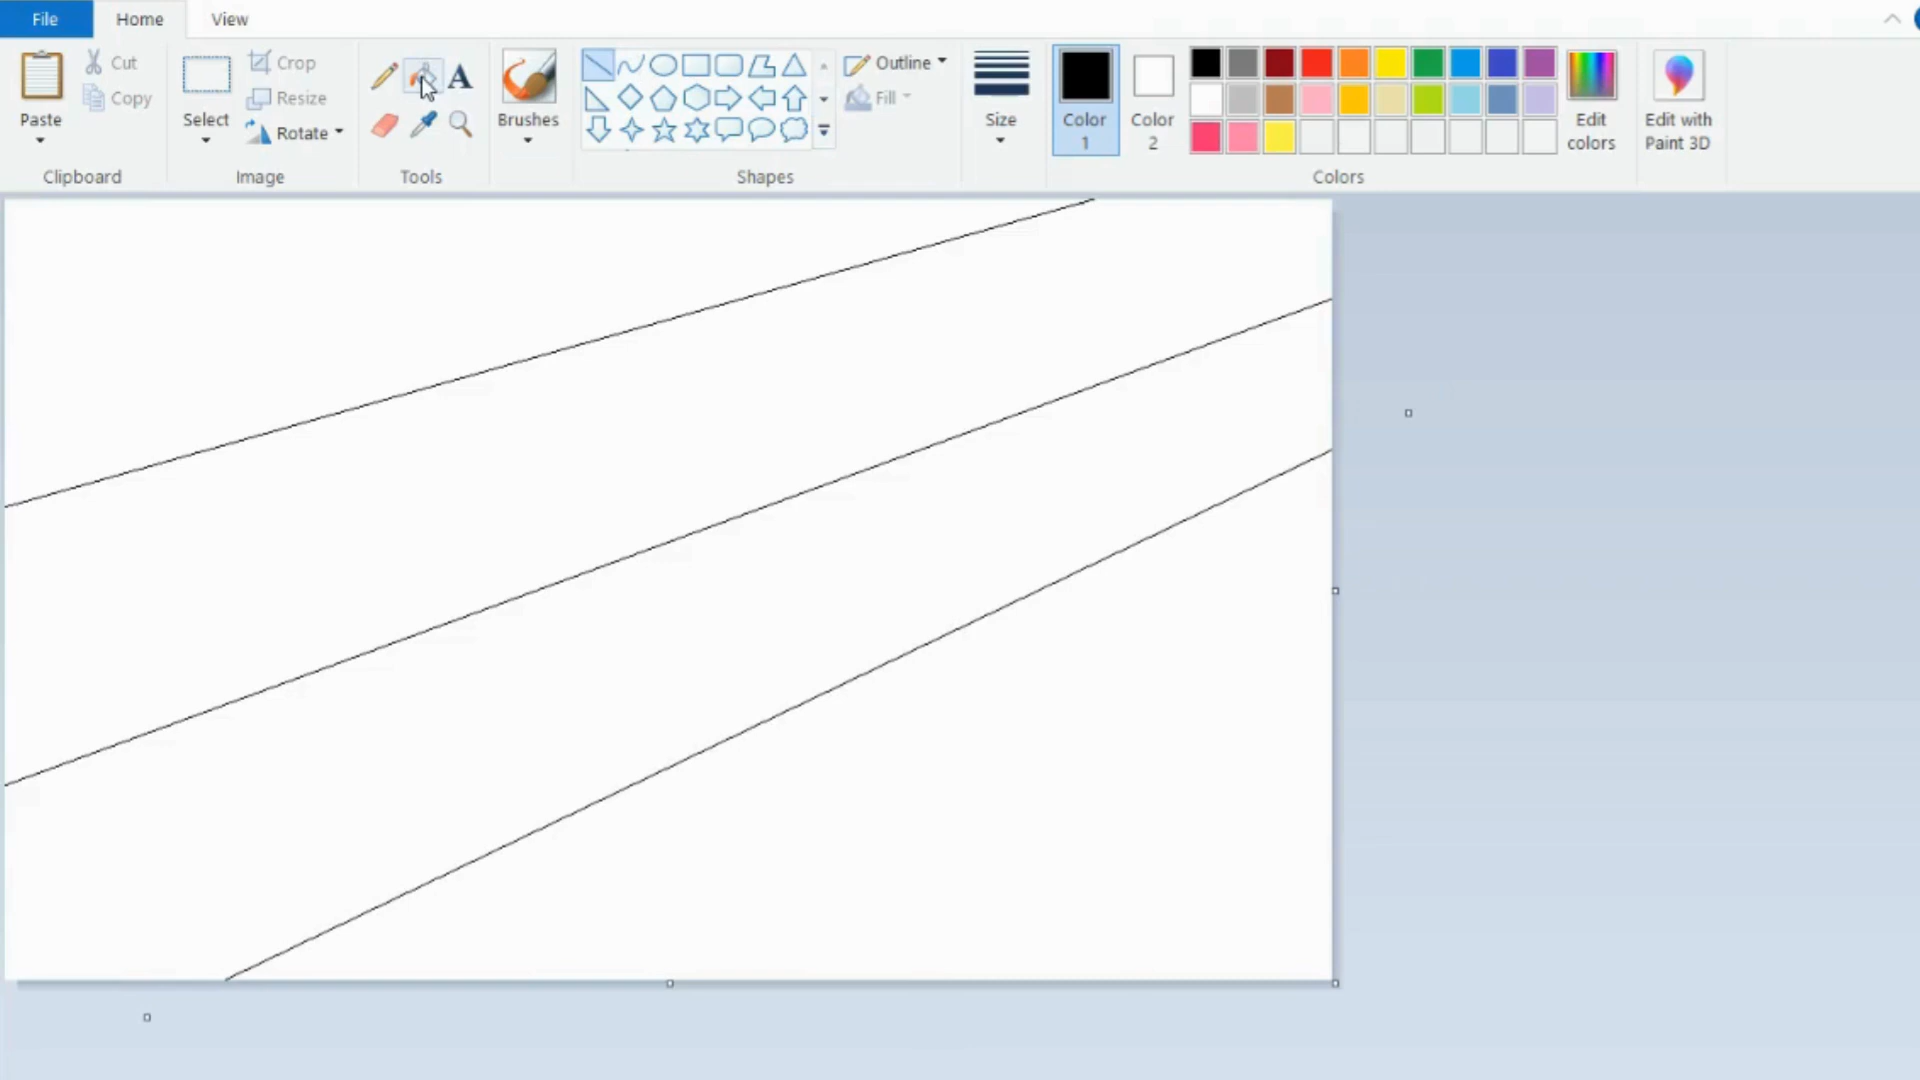 File Home View
Paste
Cut
Copy
Clipboard
Select
Crop
Resize
Rotate
Image
A
Tools
Brushes
Shapes
Outline
Fill
Size
Color 1
Color 2
Colors
Edit colors
Edit with Paint 3D